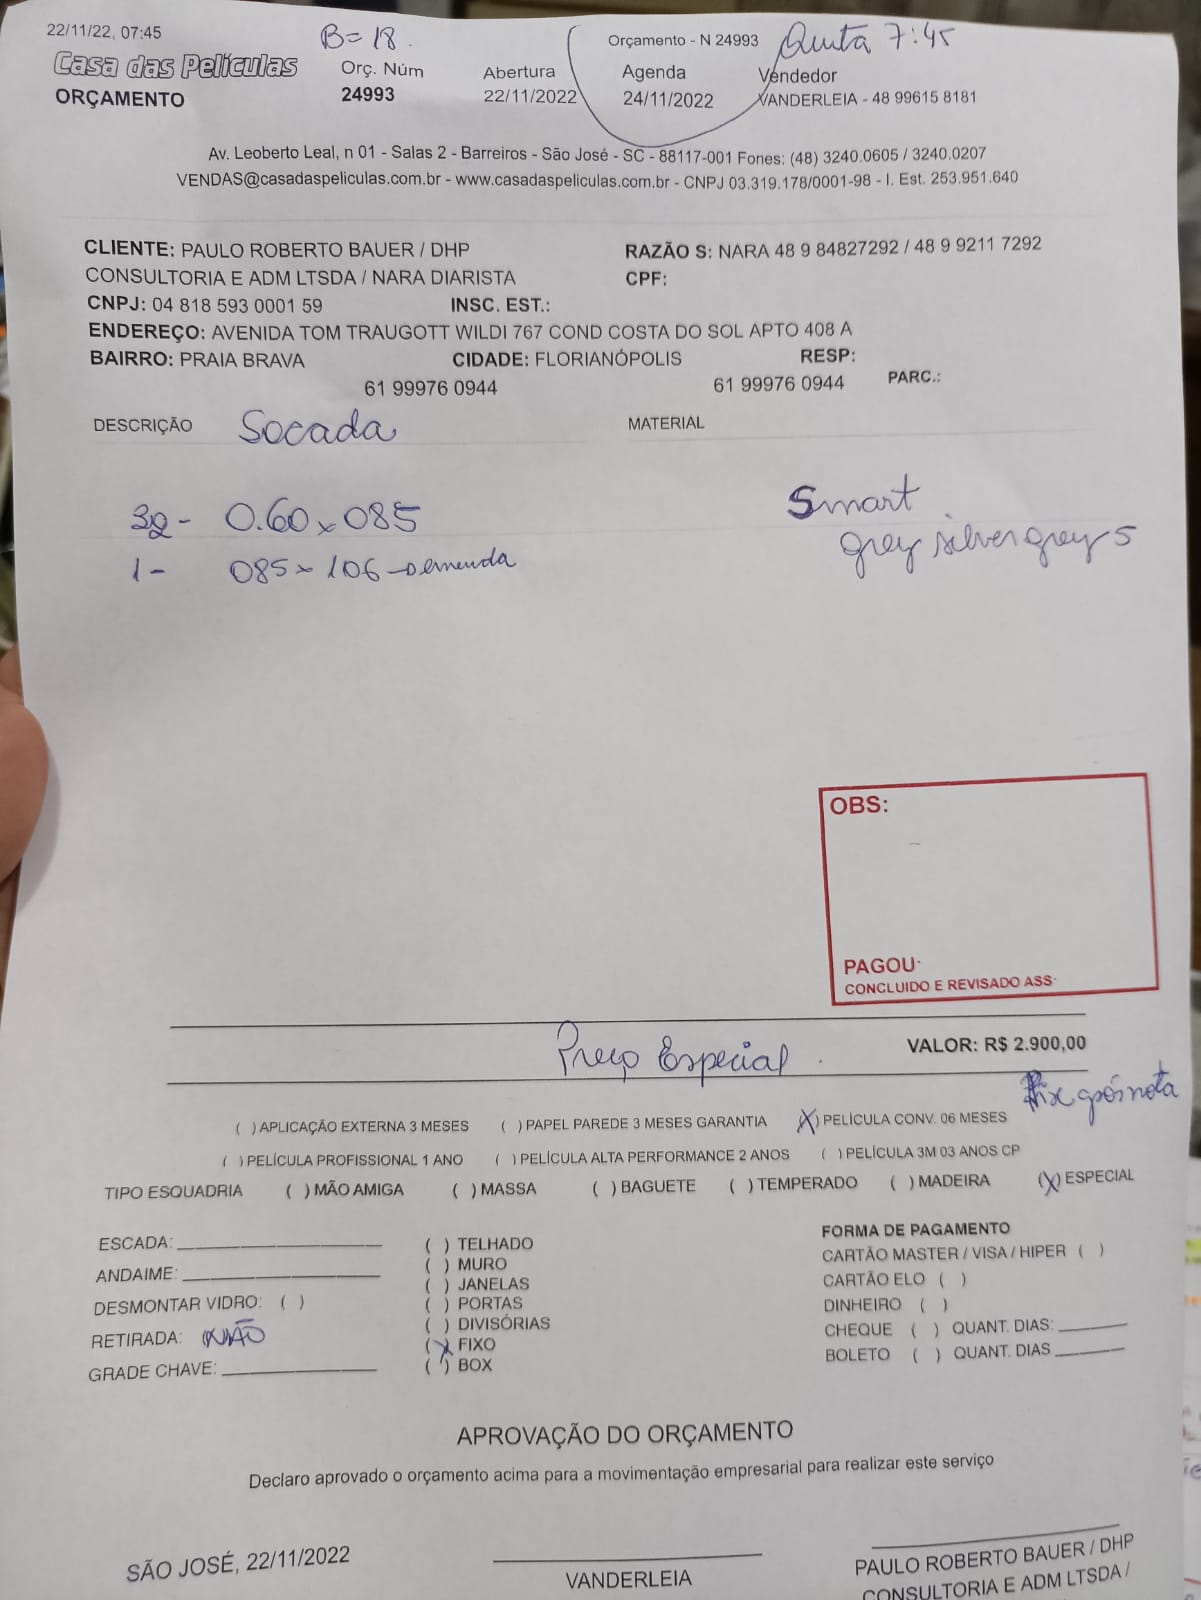 22/11/22, 07:45
B= 18.
Orçamento - N 24993
Quinta 7:45
Casa das Películas
ORÇAMENTO
Orç. Núm
24993
Abertura
22/11/2022
Agenda
24/11/2022
Vendedor
VANDERLEIA - 48 99615 8181
Av. Leoberto Leal, n 01 - Salas 2 - Barreiros - São José - SC - 88117-001 Fones: (48) 3240.0605 / 3240.0207
VENDAS@casadaspeliculas.com.br - www.casadaspeliculas.com.br - CNPJ 03.319.178/0001-98 - I. Est. 253.951.640
CLIENTE: PAULO ROBERTO BAUER / DHP
CONSULTORIA E ADM LTSDA / NARA DIARISTA
RAZÃO S: NARA 48 9 84827292 / 48 9 9211 7292
CPF:
CNPJ: 04 818 593 0001 59 INSC. EST.:
ENDEREÇO: AVENIDA TOM TRAUGOTT WILDI 767 COND COSTA DO SOL APTO 408 A
BAIRRO: PRAIA BRAVA CIDADE: FLORIANÓPOLIS RESP:
61 99976 0944 61 99976 0944 PARC.:
DESCRIÇÃO Socada MATERIAL
- 0.60 x 085
Smart
1- 085 x 106
grey silver grey 5
OBS:
PAGOU:
CONCLUIDO E REVISADO ASS:
Preço Especial.
VALOR: R$ 2.900,00
nota
( ) APLICAÇÃO EXTERNA 3 MESES ( ) PAPEL PAREDE 3 MESES GARANTIA (X) PELÍCULA CONV. 06 MESES
( ) PELÍCULA PROFISSIONAL 1 ANO ( ) PELÍCULA ALTA PERFORMANCE 2 ANOS ( ) PELÍCULA 3M 03 ANOS CP
TIPO ESQUADRIA ( ) MÃO AMIGA ( ) MASSA ( ) BAGUETE ( ) TEMPERADO ( ) MADEIRA (X) ESPECIAL
ESCADA:
ANDAIME:
DESMONTAR VIDRO: ( )
RETIRADA: NÃO
GRADE CHAVE:
( ) TELHADO
( ) MURO
( ) JANELAS
( ) PORTAS
( ) DIVISÓRIAS
(X) FIXO
( ) BOX
FORMA DE PAGAMENTO
CARTÃO MASTER / VISA / HIPER ( )
CARTÃO ELO ( )
DINHEIRO ( )
CHEQUE ( ) QUANT. DIAS:
BOLETO ( ) QUANT. DIAS
APROVAÇÃO DO ORÇAMENTO
Declaro aprovado o orçamento acima para a movimentação empresarial para realizar este serviço
SÃO JOSÉ, 22/11/2022
VANDERLEIA
PAULO ROBERTO BAUER / DHP
CONSULTORIA E ADM LTSDA /